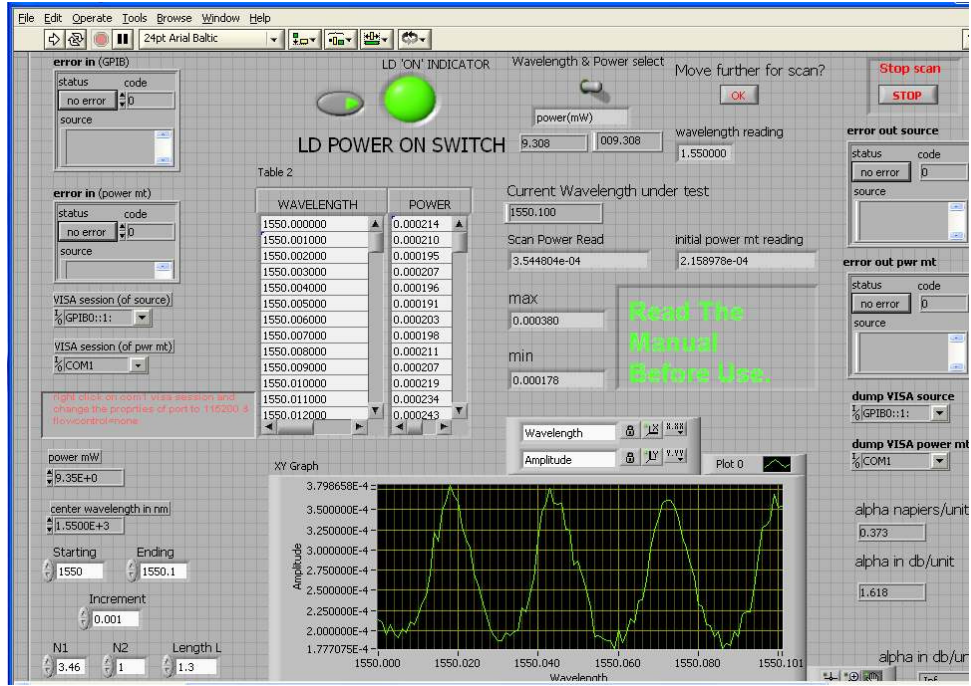 File Edit Operate Tools Browse Window Help
24pt Arial Baltic
error in (GPIB)
status code
no error 0
source
LD 'ON' INDICATOR
LD POWER ON SWITCH
Wavelength & Power select
power(mW)
9.308 009.308
Move further for scan?
OK
wavelength reading
1.550000
Stop scan
STOP
error out source
status code
no error 0
source
error in (power mt)
status code
no error 0
source
Table 2
WAVELENGTH POWER
1550.000000 0.000214
1550.001000 0.000210
1550.002000 0.000195
1550.003000 0.000207
1550.004000 0.000196
1550.005000 0.000191
1550.006000 0.000203
1550.007000 0.000198
1550.008000 0.000211
1550.009000 0.000207
1550.010000 0.000219
1550.011000 0.000234
1550.012000 0.000243
Current Wavelength under test
1550.100
Scan Power Read
3.544804e-04
initial power mt reading
2.158978e-04
max
0.000380
min
0.000178
Read The
Manual
Before Use.
error out pwr mt
status code
no error 0
source
VISA session (of source)
GPIB0::1:
VISA session (of pwr mt)
COM1
right click on com1 visa session and
change the proprties of port to 115200 &
flowcontrol=none
dump VISA source
GPIB0::1:
dump VISA power mt
COM1
power mW
9.35E+0
center wavelength in nm
1.5500E+3
Starting Ending
1550 1550.1
Increment
0.001
N1 N2 Length L
3.46 1 1.3
Wavelength
Amplitude
Plot 0
XY Graph
Amplitude
3.798658E-4
3.500000E-4
3.250000E-4
3.000000E-4
2.750000E-4
2.500000E-4
2.250000E-4
2.000000E-4
1.777075E-4
1550.000 1550.020 1550.040 1550.060 1550.080 1550.101
Wavelength
alpha napiers/unit
0.373
alpha in db/unit
1.618
alpha in db/un
Inf